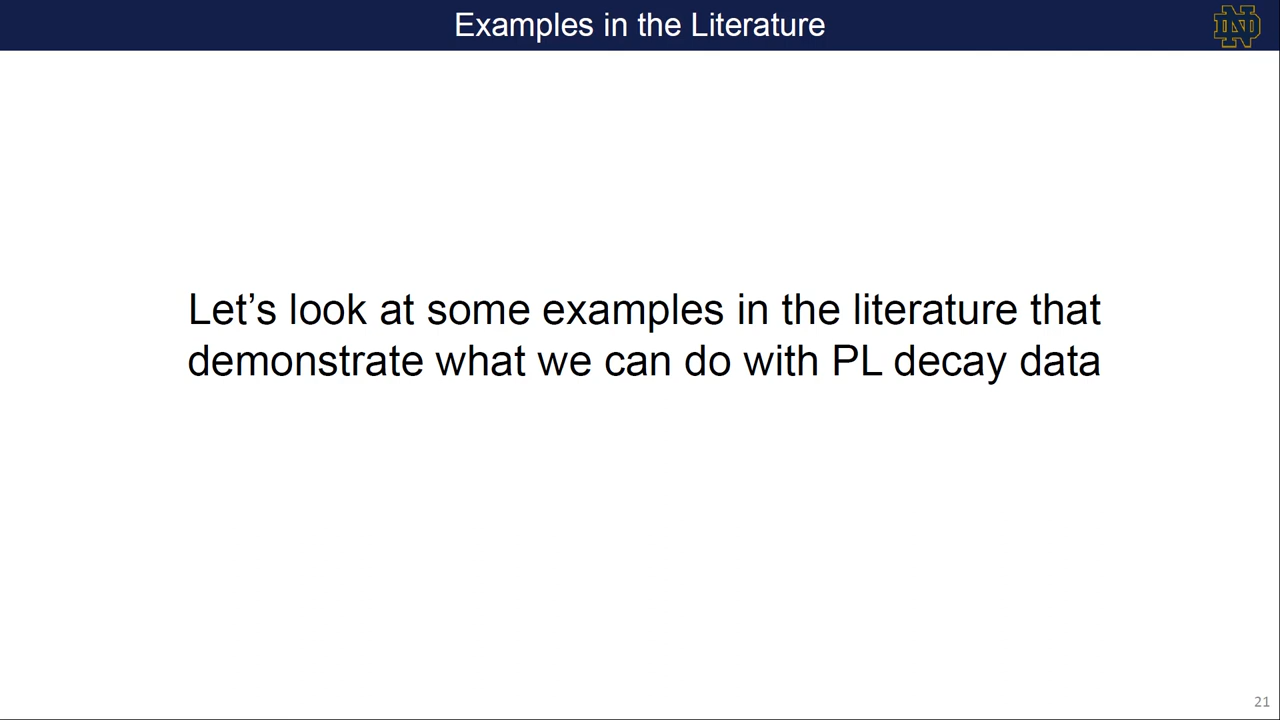 Examples in the Literature
ND
Let’s look at some examples in the literature that
demonstrate what we can do with PL decay data
21